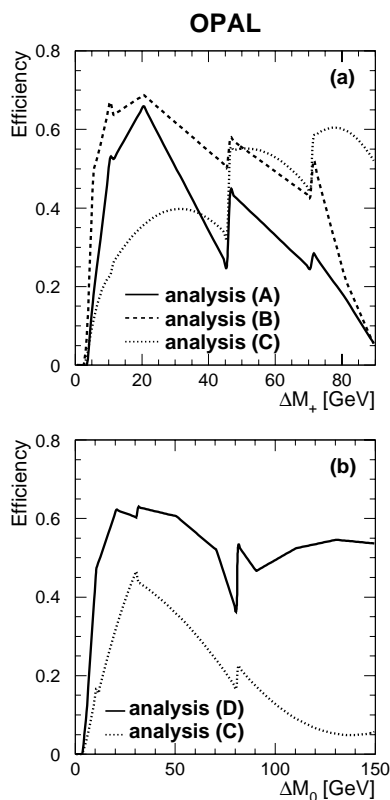 OPAL
(a)
Efficiency
0.8
0.6
0.4
0.2
0
analysis (A)
analysis (B)
analysis (C)
0 20 40 60 80
ΔM+ [GeV]
(b)
Efficiency
0.8
0.6
0.4
0.2
0
analysis (D)
analysis (C)
0 50 100 150
ΔM0 [GeV]